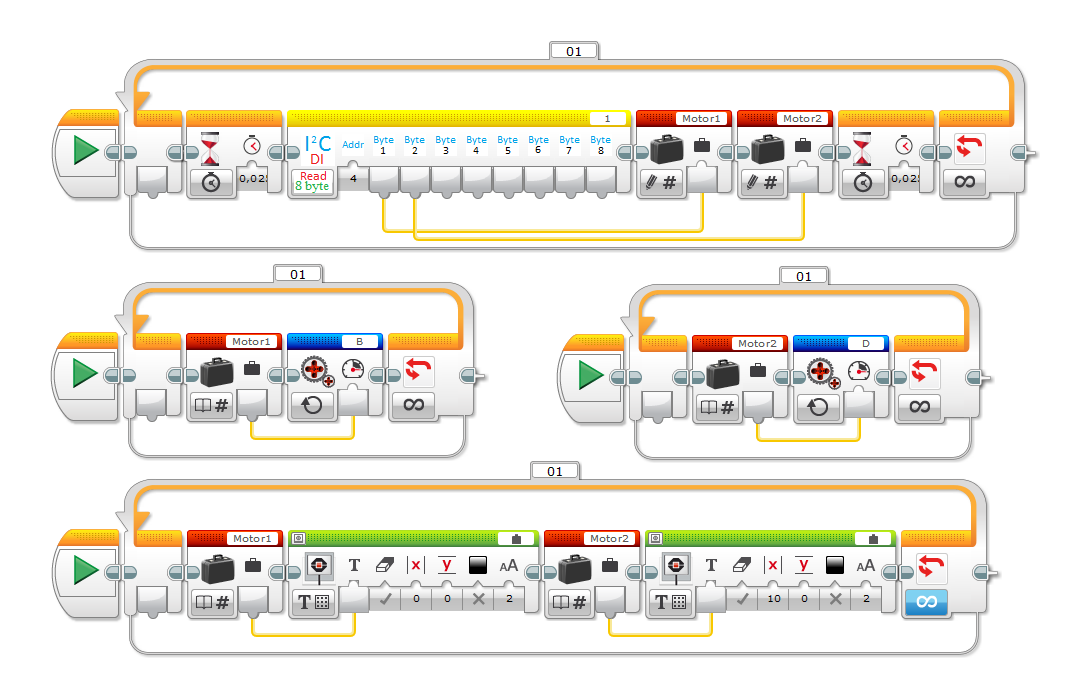 01
1 Motor1 Motor2
I²C Addr Byte Byte Byte Byte Byte Byte Byte Byte
DI 1 2 3 4 5 6 7 8
Read
8 byte
0,025 4 # # 0,025
∞
01
Motor1 B
#
∞
01
Motor2 D
#
∞
01
Motor1 Motor2
T x y AA T x y AA
T # 0 0 2 # T 10 0 2
∞